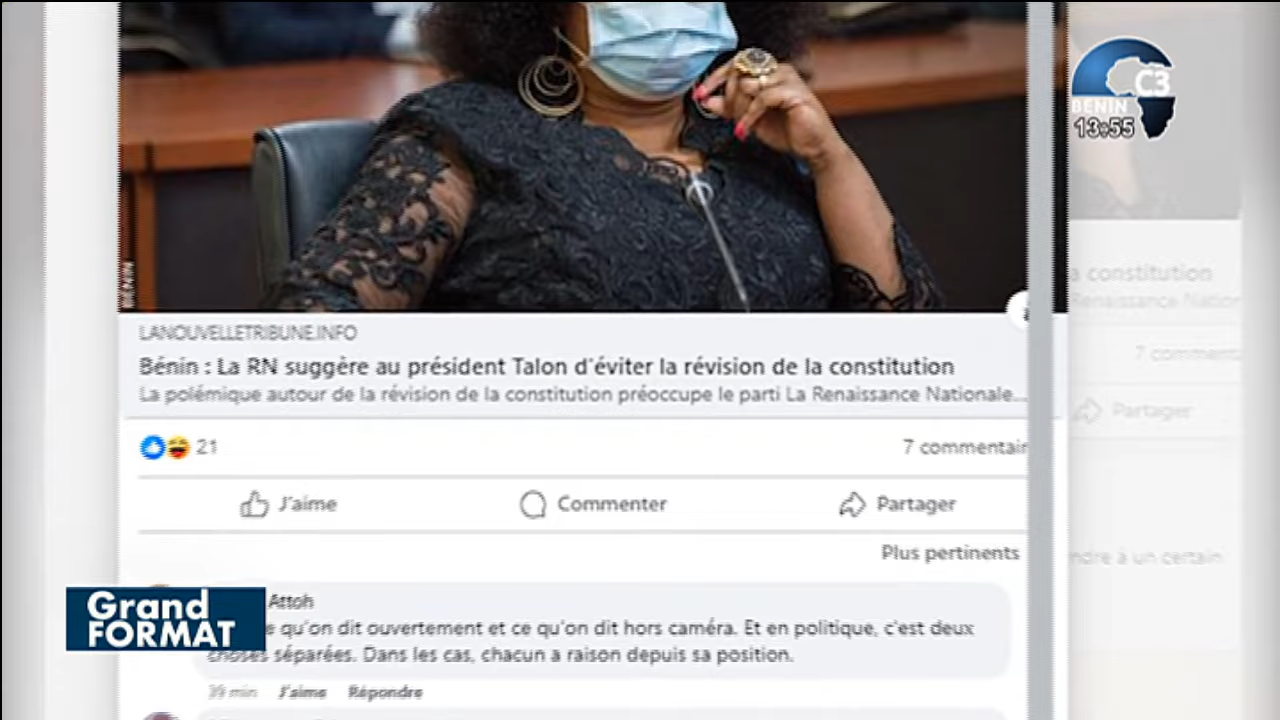 C3
BENIN
13:55
LANOUVELLETRIBUNE.INFO
Bénin : La RN suggère au président Talon d'éviter la révision de la constitution
La polémique autour de la révision de la constitution préoccupe le parti La Renaissance Nationale...
21
7 commentair
J'aime
Commenter
Partager
Plus pertinents
Attoh
e qu'on dit ouvertement et ce qu'on dit hors caméra. Et en politique, c'est deux
choses séparées. Dans les cas, chacun a raison depuis sa position.
39 min J'aime Répondre
Grand
FORMAT
a constitution
Renaissance Nation
7 comment
Partager
ndre à un certain